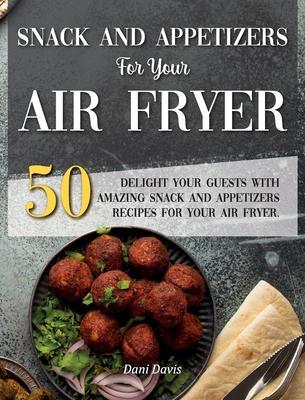 SNACK AND APPETIZERS
For Your
AIR FRYER
50
DELIGHT YOUR GUESTS WITH
AMAZING SNACK AND APPETIZERS
RECIPES FOR YOUR AIR FRYER.
Dani Davis